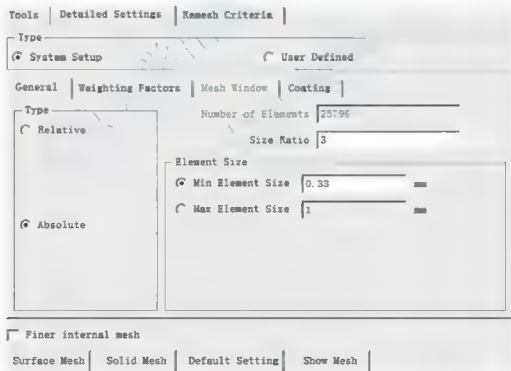 Tools Detailed Settings Remesh Criteria
Type
System Setup User Defined
General Weighting Factors Mesh Window Coating
Type
Relative
Absolute
Number of Elements 25796
Size Ratio 3
Element Size
Min Element Size 0.33 mm
Max Element Size 1 mm
Finer internal mesh
Surface Mesh Solid Mesh Default Setting Show Mesh